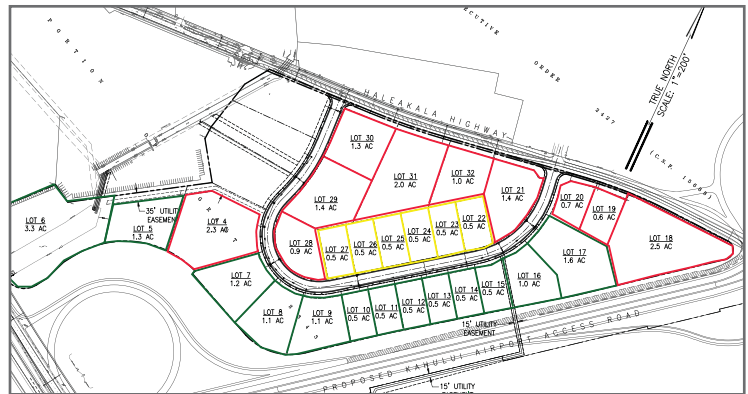 PORTION
EXECUTIVE
ORDER
2427
(C.S.F.
TRUE NORTH
SCALE: 1"=200'
HALEAKALA HIGHWAY
LOT 30
1.3 AC
LOT 31
2.0 AC
LOT 32
1.0 AC
LOT 21
1.4 AC
LOT 20
0.7 AC
LOT 19
0.6 AC
LOT 18
2.5 AC
LOT 29
1.4 AC
LOT 28
0.9 AC
LOT 27
0.5 AC
LOT 26
0.5 AC
LOT 25
0.5 AC
LOT 24
0.5 AC
LOT 23
0.5 AC
LOT 22
0.5 AC
LOT 6
3.3 AC
35' UTILITY
EASEMENT
LOT 5
1.3 AC
LOT 4
2.3 AC
LOT 7
1.2 AC
LOT 8
1.1 AC
LOT 9
1.1 AC
LOT 10
0.5 AC
LOT 11
0.5 AC
LOT 12
0.5 AC
LOT 13
0.5 AC
LOT 14
0.5 AC
LOT 15
0.5 AC
LOT 16
1.0 AC
LOT 17
1.6 AC
15' UTILITY
EASEMENT
PROPOSED KAHULUI AIRPORT ACCESS ROAD
15' UTILITY
EASEMENT